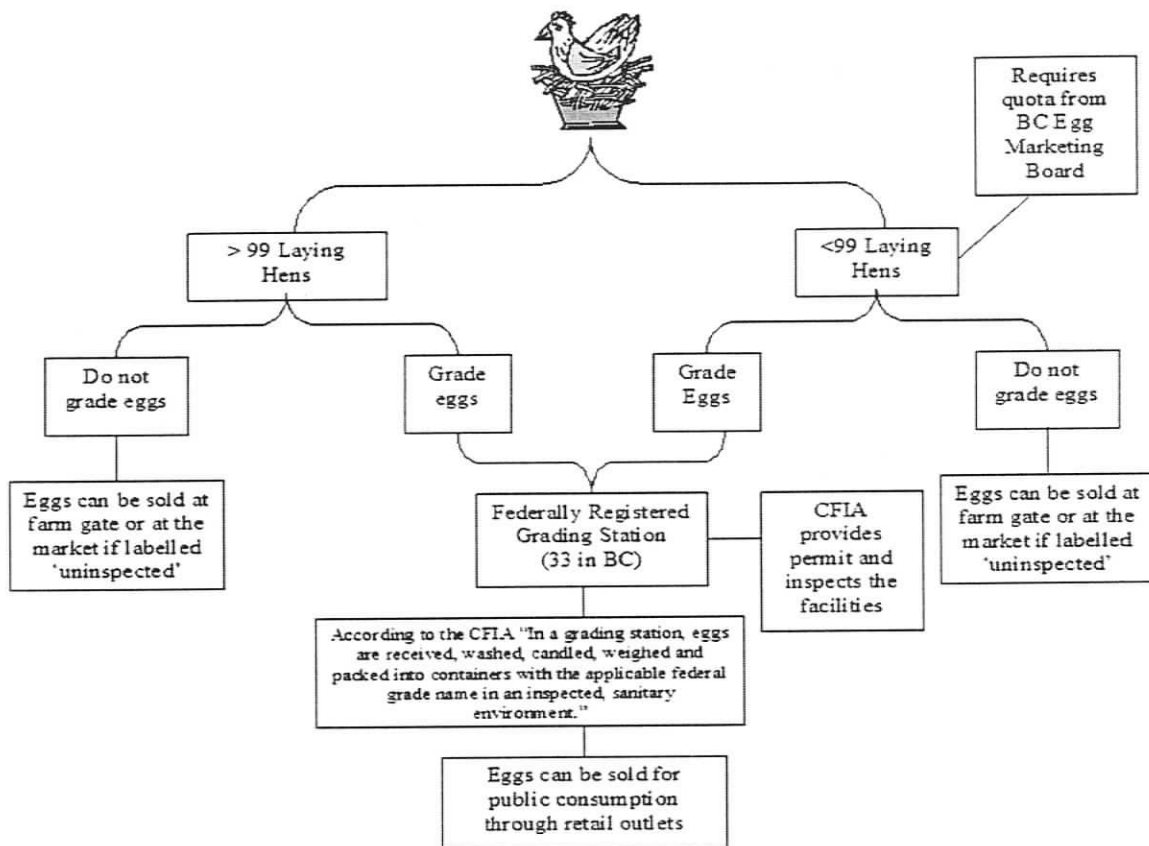 Requires
quota from
BC Egg
Marketing
Board
> 99 Laying
Hens
<99 Laying
Hens
Do not
grade eggs
Grade
eggs
Grade
Eggs
Do not
grade eggs
Eggs can be sold at
farm gate or at the
market if labelled
‘uninspected’
Federally Registered
Grading Station
(33 in BC)
CFIA
provides
permit and
inspects the
facilities
Eggs can be sold at
farm gate or at the
market if labelled
‘uninspected’
According to the CFIA “In a grading station, eggs
are received, washed, candled, weighed and
packed into containers with the applicable federal
grade name in an inspected, sanitary
environment.”
Eggs can be sold for
public consumption
through retail outlets